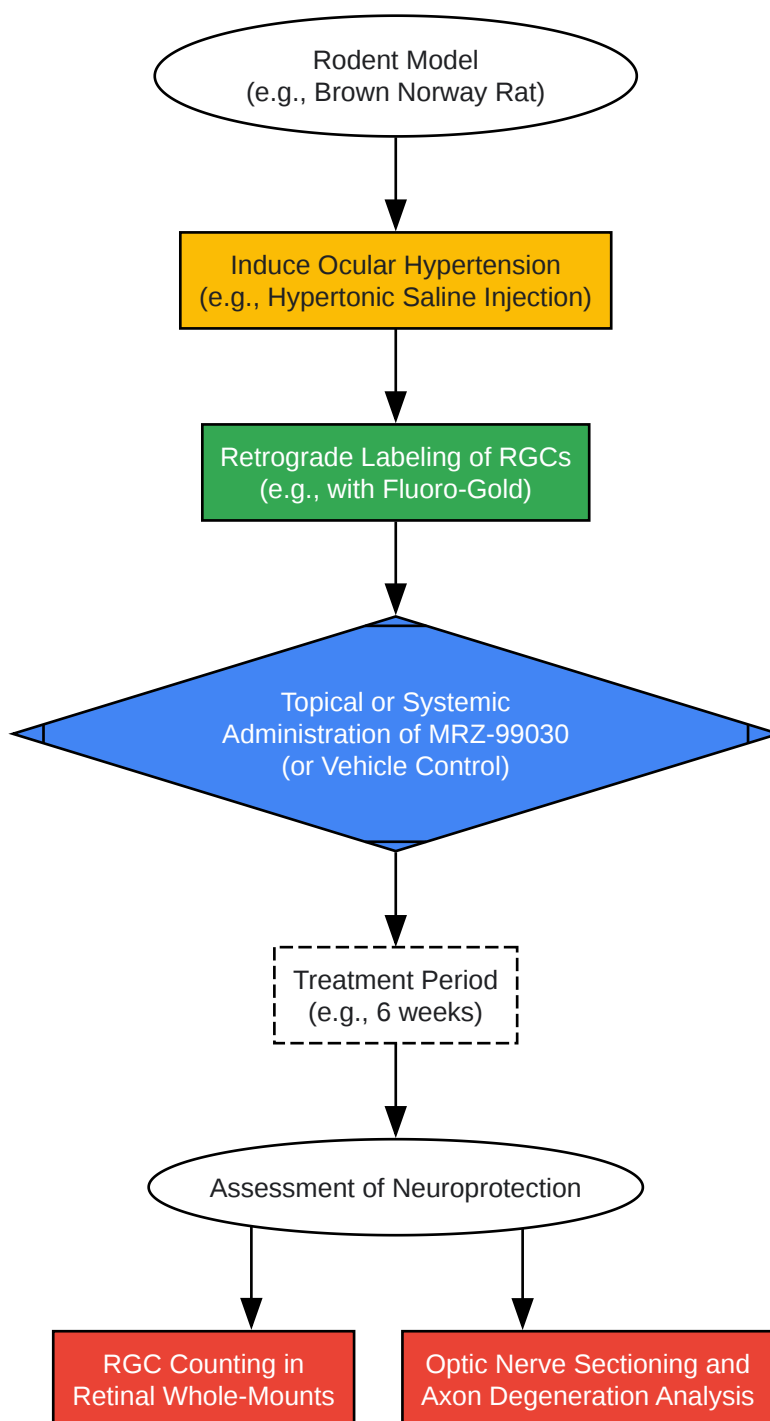 Rodent Model
(e.g., Brown Norway Rat)
Induce Ocular Hypertension
(e.g., Hypertonic Saline Injection)
Retrograde Labeling of RGCs
(e.g., with Fluoro-Gold)
Topical or Systemic
Administration of MRZ-99030
(or Vehicle Control)
Treatment Period
(e.g., 6 weeks)
Assessment of Neuroprotection
RGC Counting in
Retinal Whole-Mounts
Optic Nerve Sectioning and
Axon Degeneration Analysis